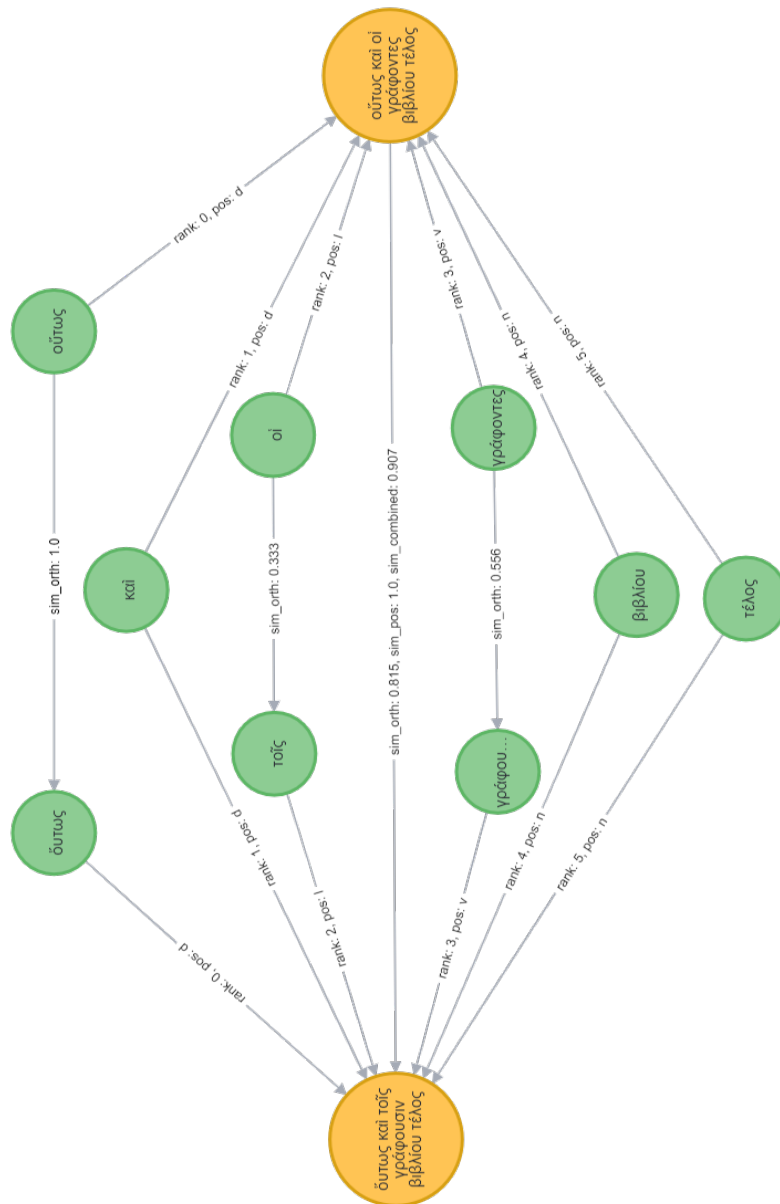 οὕτως καὶ οἱ
γράφοντες
βιβλίου τέλος
rank: 0, pos: d
rank: 1, pos: d
rank: 2, pos: l
rank: 3, pos: v
rank: 4, pos: n
rank: 5, pos: n
οὕτως
καὶ
οἱ
γράφοντες
βιβλίου
τέλος
sim_orth: 1.0
sim_orth: 0.333
sim_orth: 0.815, sim_pos: 1.0, sim_combined: 0.907
sim_orth: 0.556
ὅυτως
τοῖς
γράφου…
rank: 0, pos: d
rank: 1, pos: d
rank: 2, pos: l
rank: 3, pos: v
rank: 4, pos: n
rank: 5, pos: n
ὅυτως καὶ τοῖς
γράφουσιν
βιβλίου τέλος